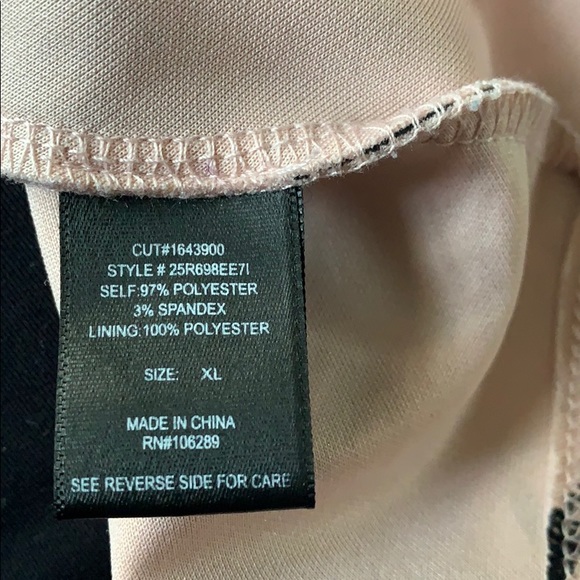 CUT#1643900
STYLE # 25R698EE7I
SELF:97% POLYESTER
3% SPANDEX
LINING:100% POLYESTER
SIZE: XL
MADE IN CHINA
RN#106289
SEE REVERSE SIDE FOR CARE